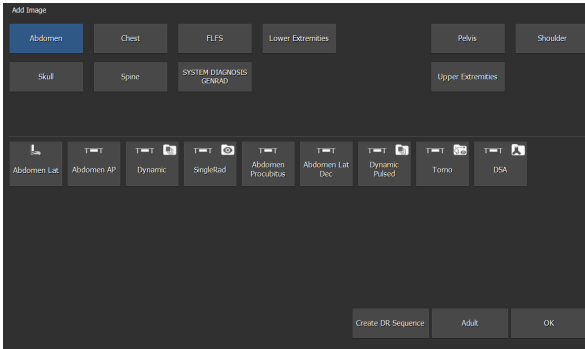 Add Image
Abdomen
Chest
FLFS
Lower Extremities
Pelvis
Shoulder
Skull
Spine
SYSTEM DIAGNOSIS
GENRAD
Upper Extremities
Abdomen Lat
Abdomen AP
Dynamic
SingleRad
Abdomen
Procubitus
Abdomen Lat
Dec
Dynamic
Pulsed
Tomo
DSA
Create DR Sequence
Adult
OK